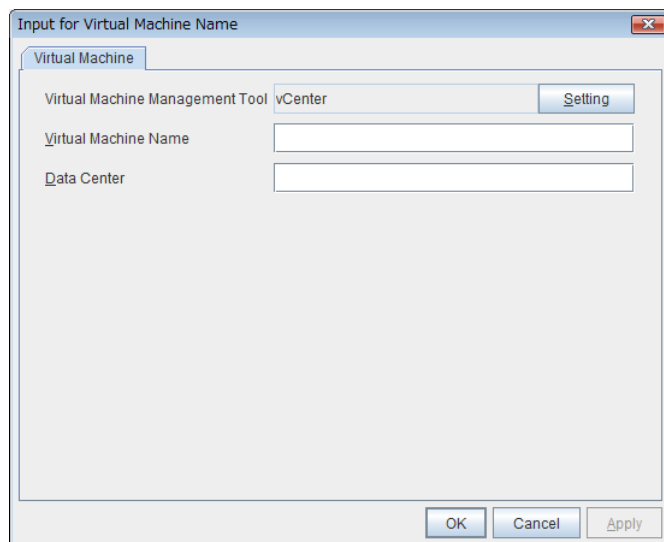 Input for Virtual Machine Name
Virtual Machine
Virtual Machine Management Tool vCenter Setting
Virtual Machine Name
Data Center
OK Cancel Apply